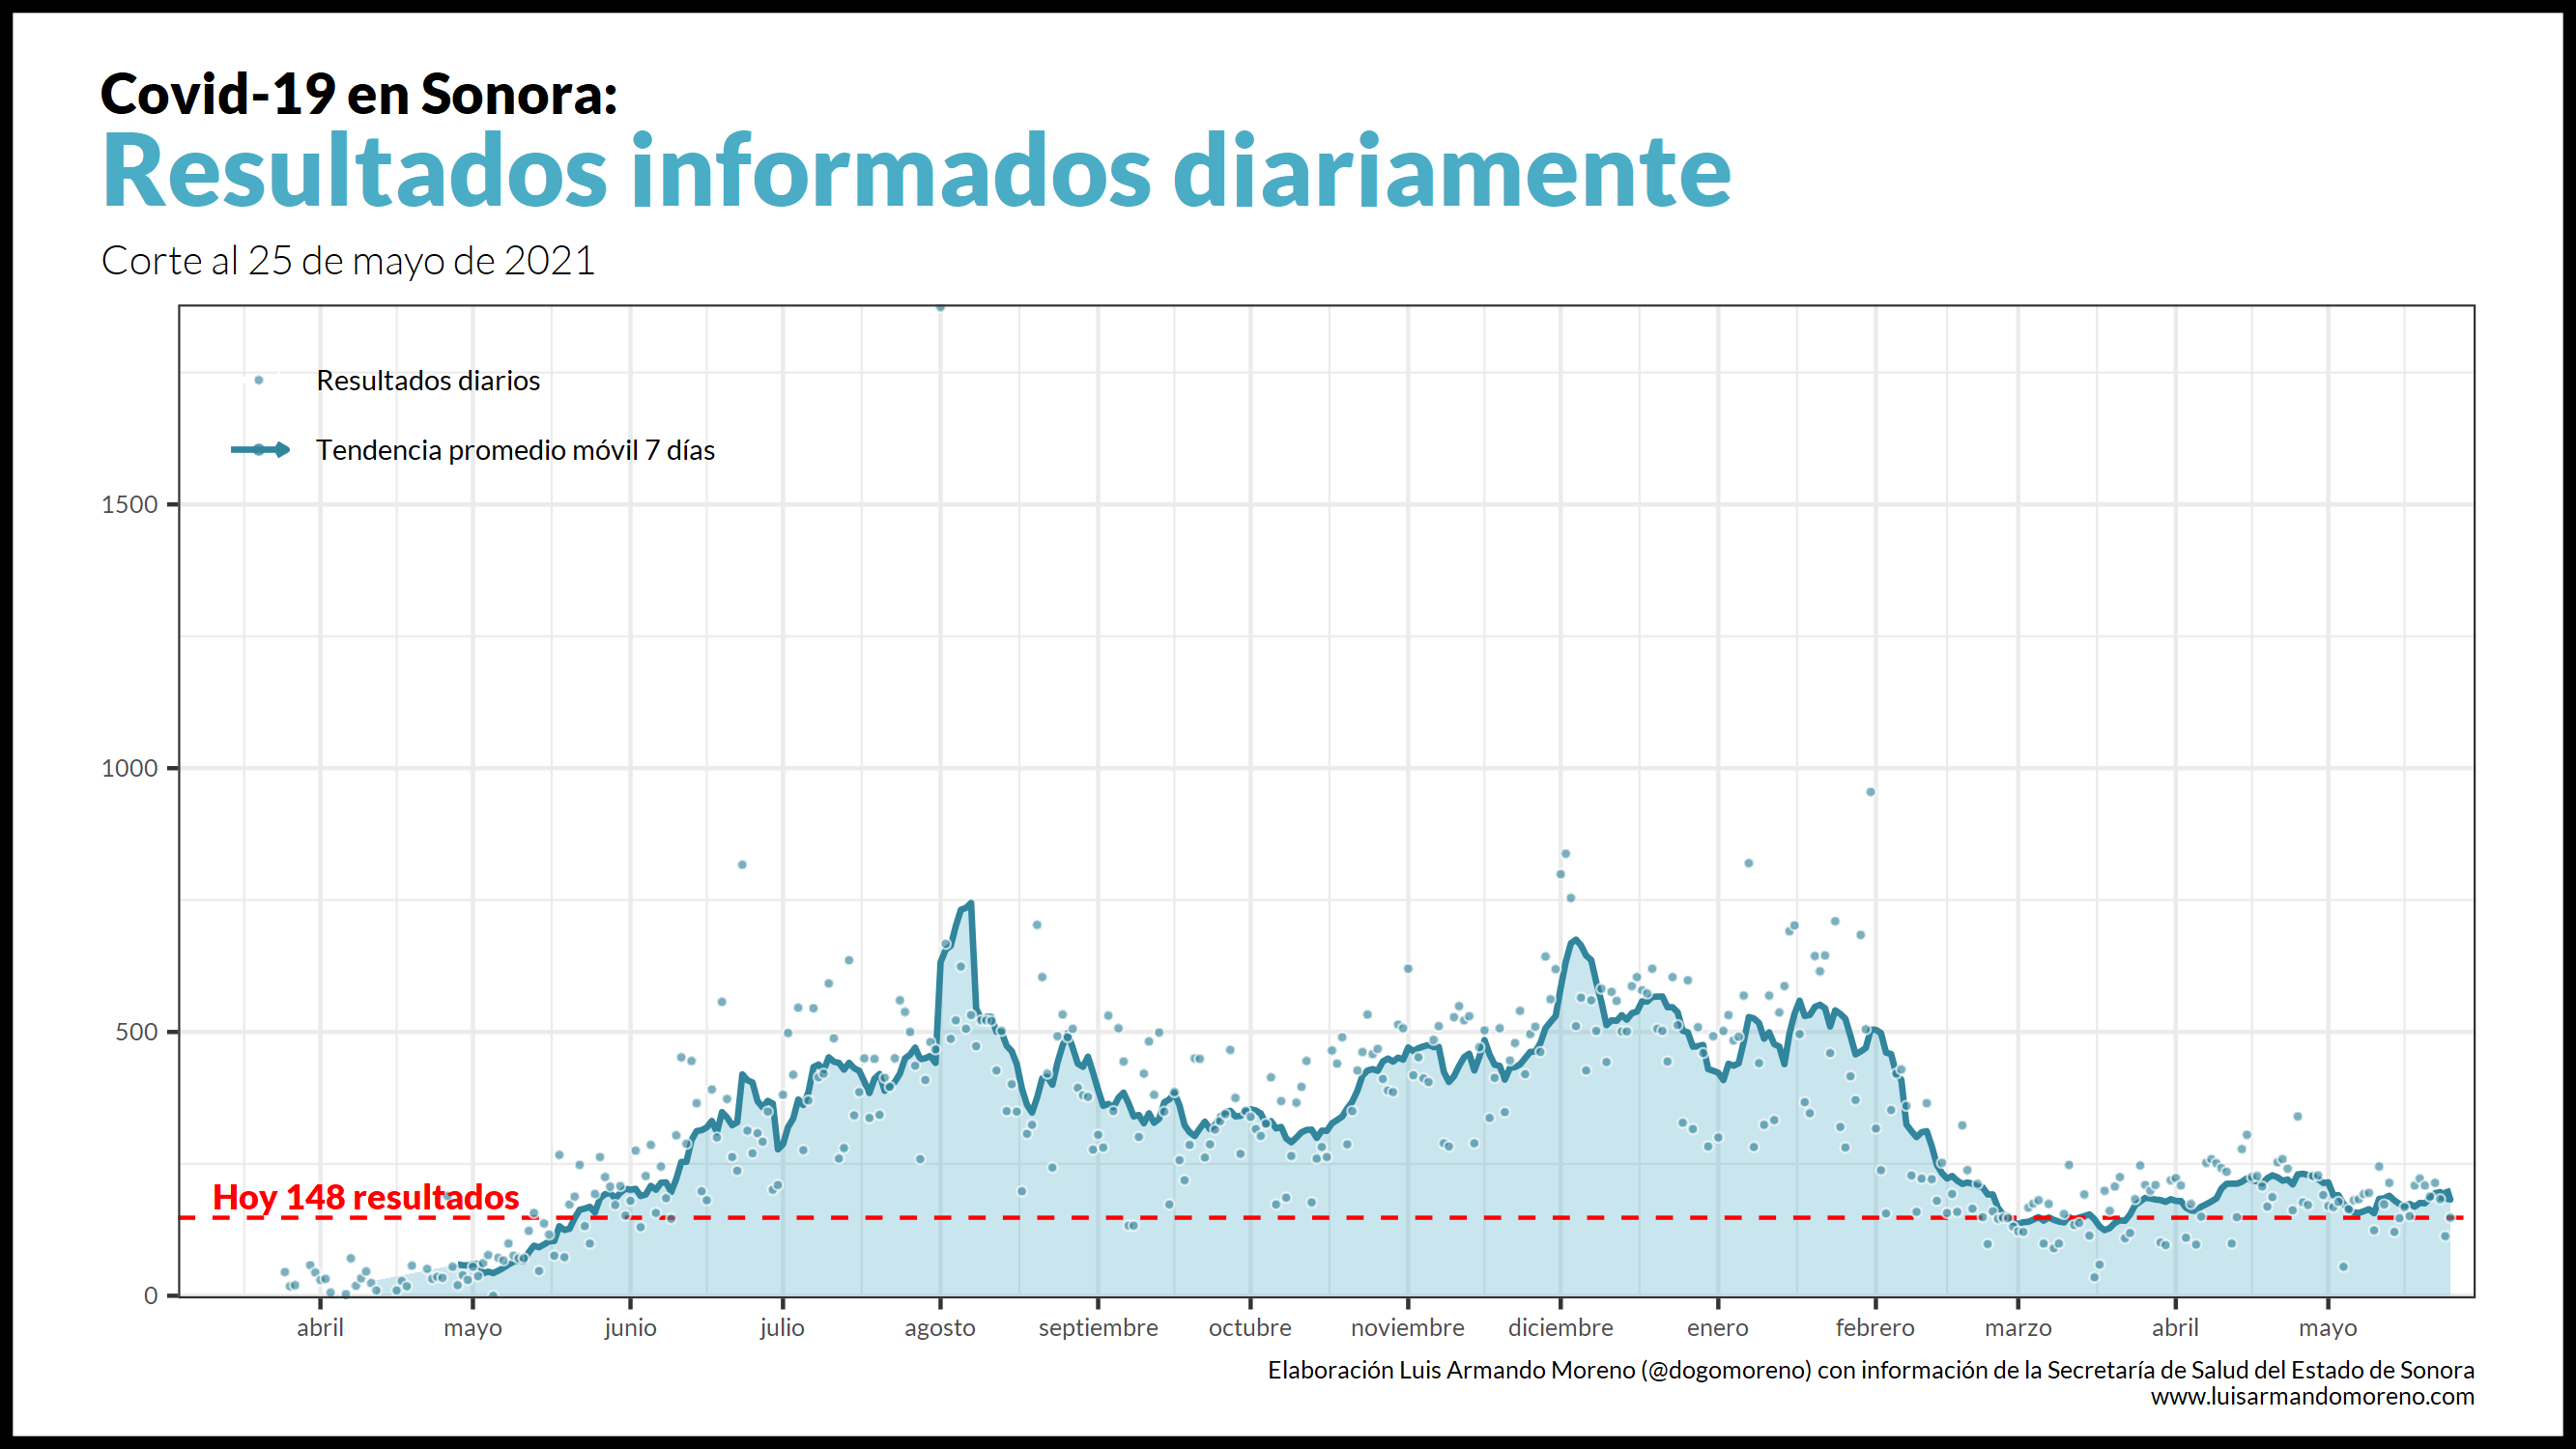 Covid-19 en Sonora:
Resultados informados diariamente
Corte al 25 de mayo de 2021
Resultados diarios
Tendencia promedio móvil 7 días
1500
1000
500
Hoy 148 resultados
0
abril mayo junio julio agosto septiembre octubre noviembre diciembre enero febrero marzo abril mayo
Elaboración Luis Armando Moreno (@dogomoreno) con información de la Secretaría de Salud del Estado de Sonora
www.luisarmandomoreno.com